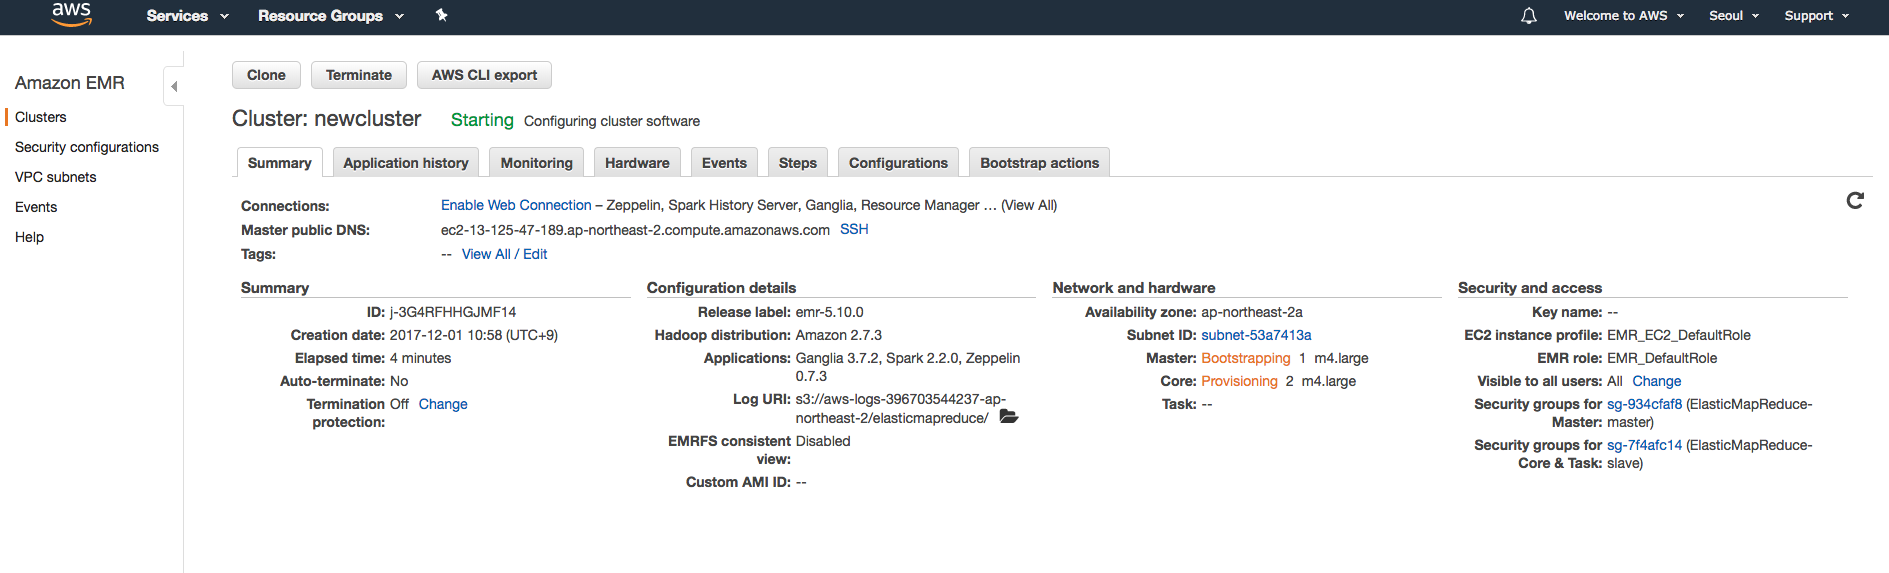 aws Services Resource Groups Welcome to AWS Seoul Support
Amazon EMR
Clusters
Security configurations
VPC subnets
Events
Help
Clone Terminate AWS CLI export
Cluster: newcluster Starting Configuring cluster software
Summary Application history Monitoring Hardware Events Steps Configurations Bootstrap actions
Connections: Enable Web Connection – Zeppelin, Spark History Server, Ganglia, Resource Manager … (View All)
Master public DNS: ec2-13-125-47-189.ap-northeast-2.compute.amazonaws.com SSH
Tags: -- View All / Edit
Summary
ID: j-3G4RFHHGJMF14
Creation date: 2017-12-01 10:58 (UTC+9)
Elapsed time: 4 minutes
Auto-terminate: No
Termination Off Change
protection:
Configuration details
Release label: emr-5.10.0
Hadoop distribution: Amazon 2.7.3
Applications: Ganglia 3.7.2, Spark 2.2.0, Zeppelin
0.7.3
Log URI: s3://aws-logs-396703544237-ap-
northeast-2/elasticmapreduce/
EMRFS consistent Disabled
view:
Custom AMI ID: --
Network and hardware
Availability zone: ap-northeast-2a
Subnet ID: subnet-53a7413a
Master: Bootstrapping 1 m4.large
Core: Provisioning 2 m4.large
Task: --
Security and access
Key name: --
EC2 instance profile: EMR_EC2_DefaultRole
EMR role: EMR_DefaultRole
Visible to all users: All Change
Security groups for sg-934cfaf8 (ElasticMapReduce-
Master: master)
Security groups for sg-7f4afc14 (ElasticMapReduce-
Core & Task: slave)